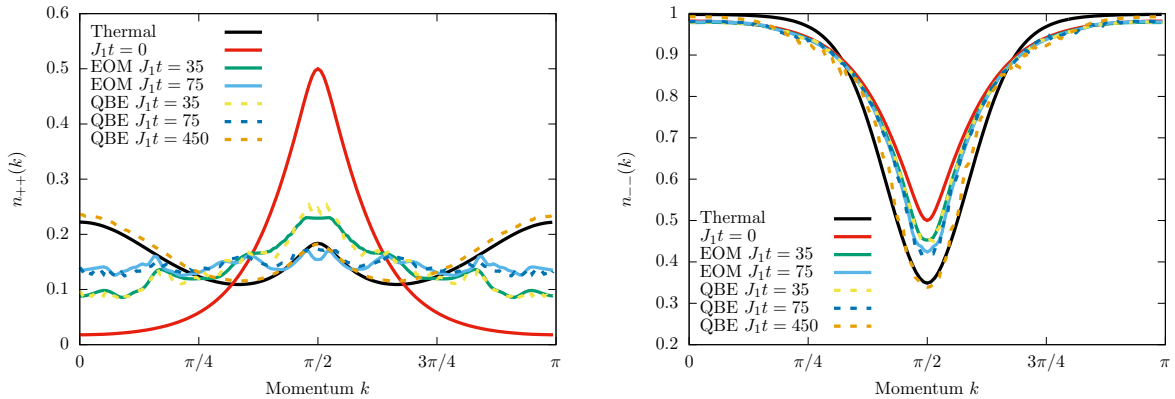 Thermal
J₁t = 0
EOM J₁t = 35
EOM J₁t = 75
QBE J₁t = 35
QBE J₁t = 75
QBE J₁t = 450
0.6
0.5
0.4
0.3
0.2
0.1
0
n₊₊(k)
0
π/4
π/2
3π/4
π
Momentum k
Thermal
J₁t = 0
EOM J₁t = 35
EOM J₁t = 75
QBE J₁t = 35
QBE J₁t = 75
QBE J₁t = 450
1
0.9
0.8
0.7
0.6
0.5
0.4
0.3
0.2
n₋₋(k)
0
π/4
π/2
3π/4
π
Momentum k